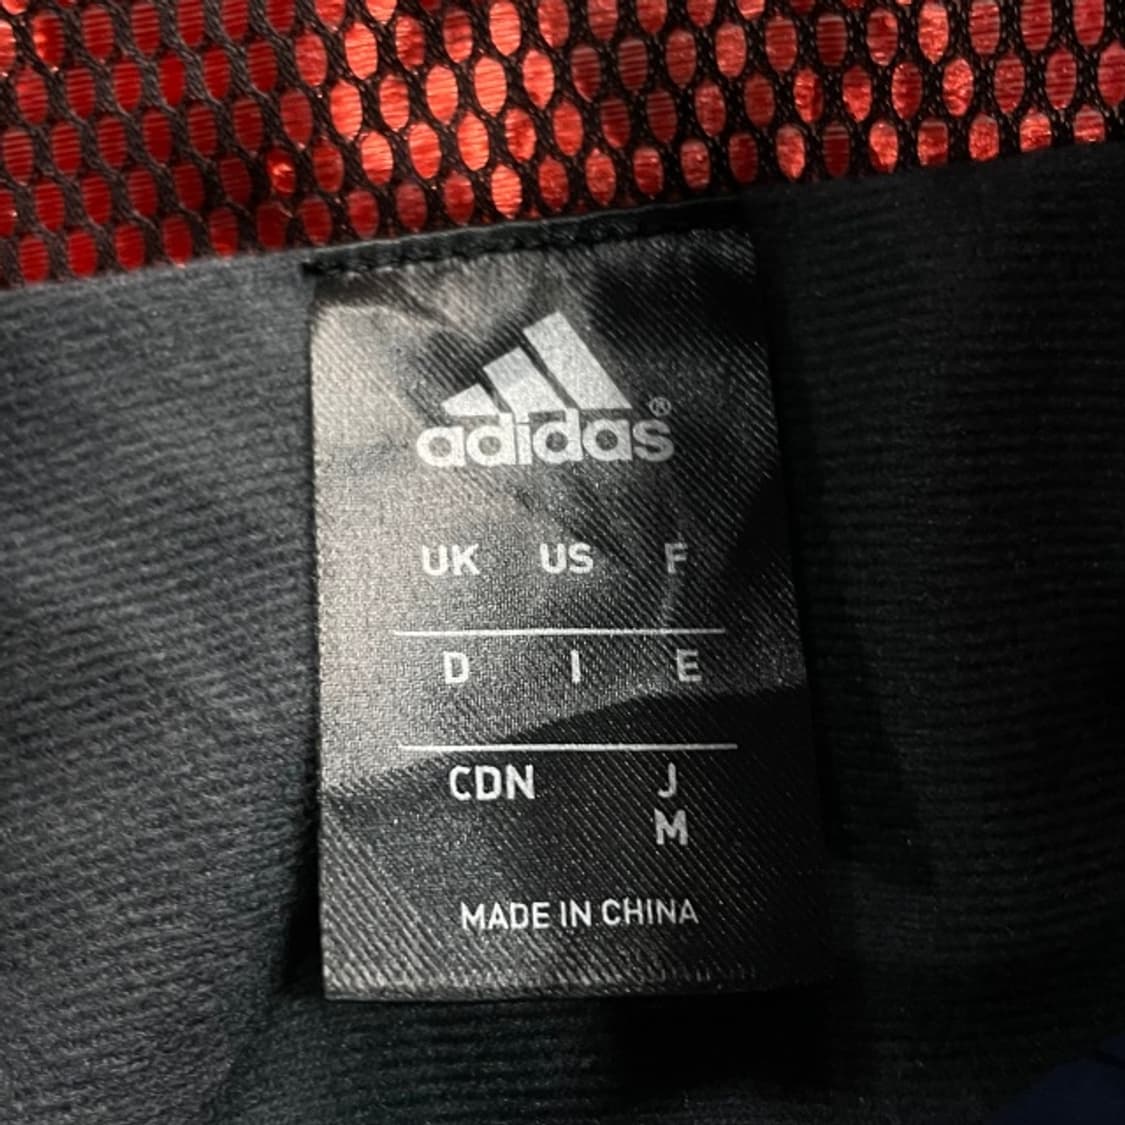 adidas®
UK US F
D I E
CDN J
M
MADE IN CHINA